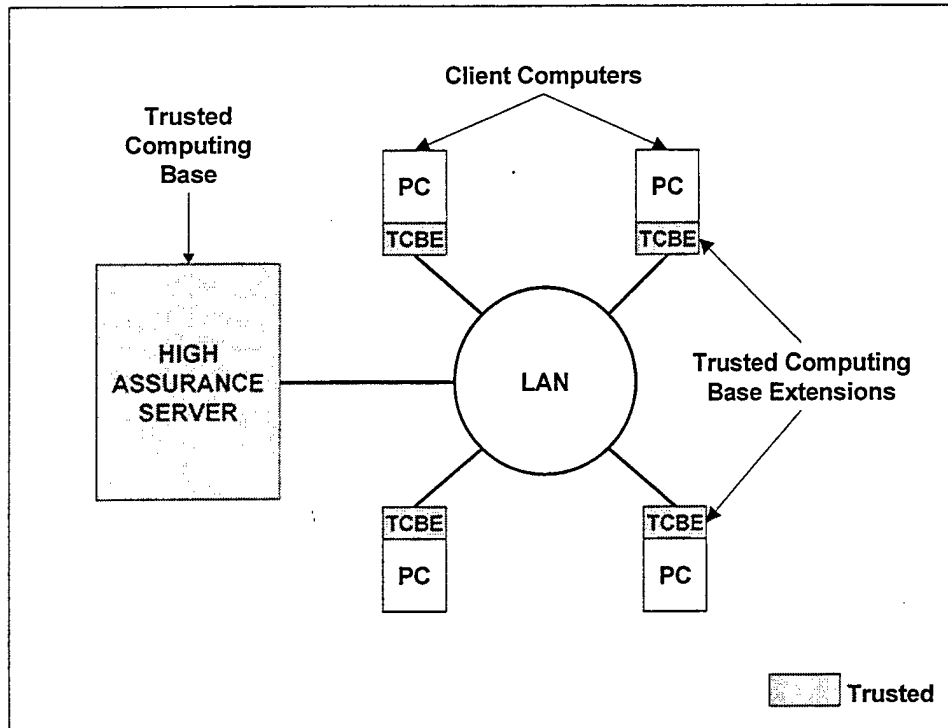 Client Computers
Trusted
Computing
Base
PC
TCBE
PC
TCBE
HIGH
ASSURANCE
SERVER
LAN
Trusted Computing
Base Extensions
TCBE
PC
TCBE
PC
Trusted